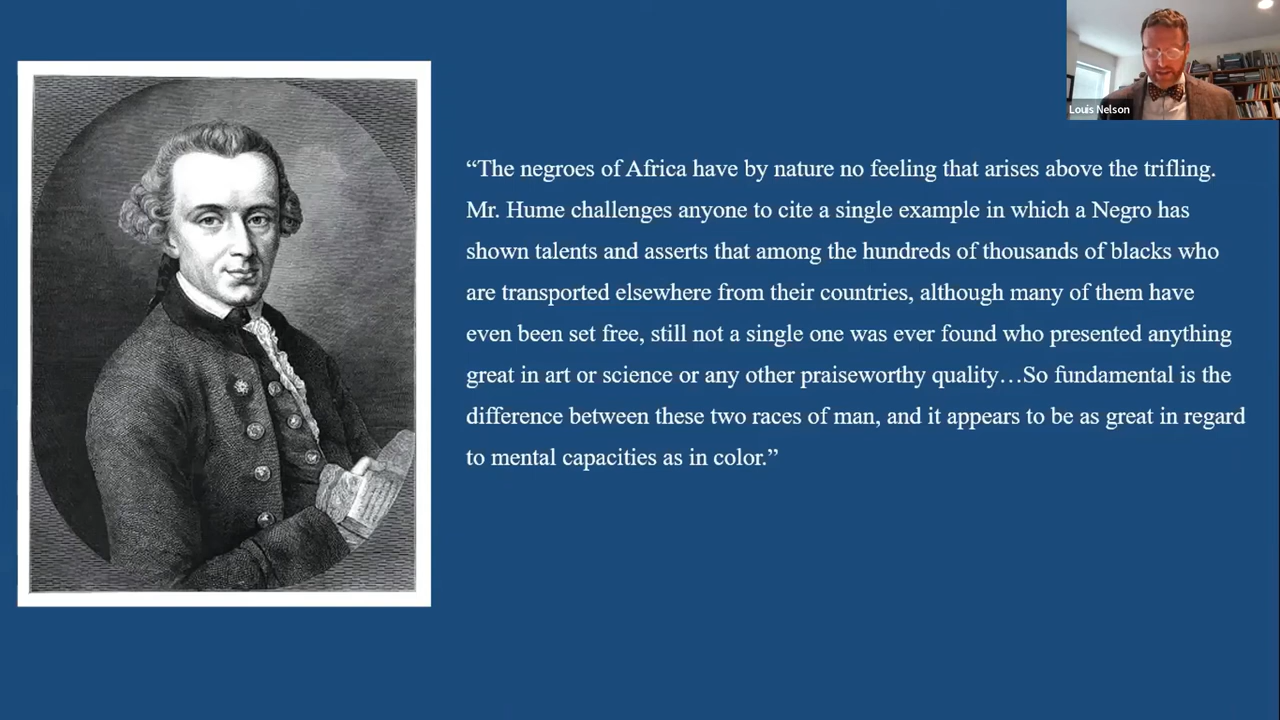 Louis Nelson
“The negroes of Africa have by nature no feeling that arises above the trifling.
Mr. Hume challenges anyone to cite a single example in which a Negro has
shown talents and asserts that among the hundreds of thousands of blacks who
are transported elsewhere from their countries, although many of them have
even been set free, still not a single one was ever found who presented anything
great in art or science or any other praiseworthy quality…So fundamental is the
difference between these two races of man, and it appears to be as great in regard
to mental capacities as in color.”